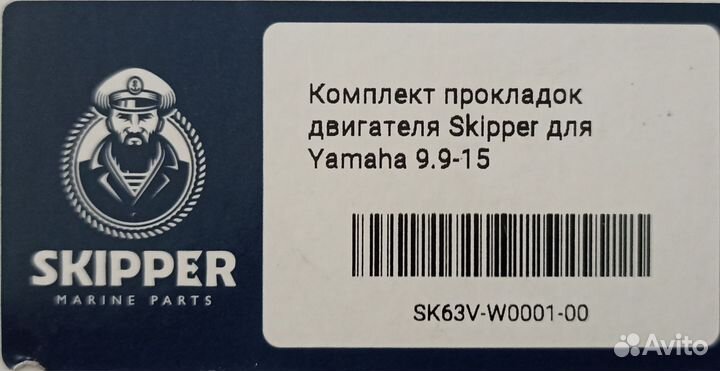 Комплект прокладок
двигателя Skipper для
Yamaha 9.9-15
SK63V-W0001-00
SKIPPER
MARINE PARTS
Avito